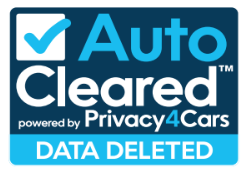 Auto
Cleared™
powered by Privacy4Cars
DATA DELETED